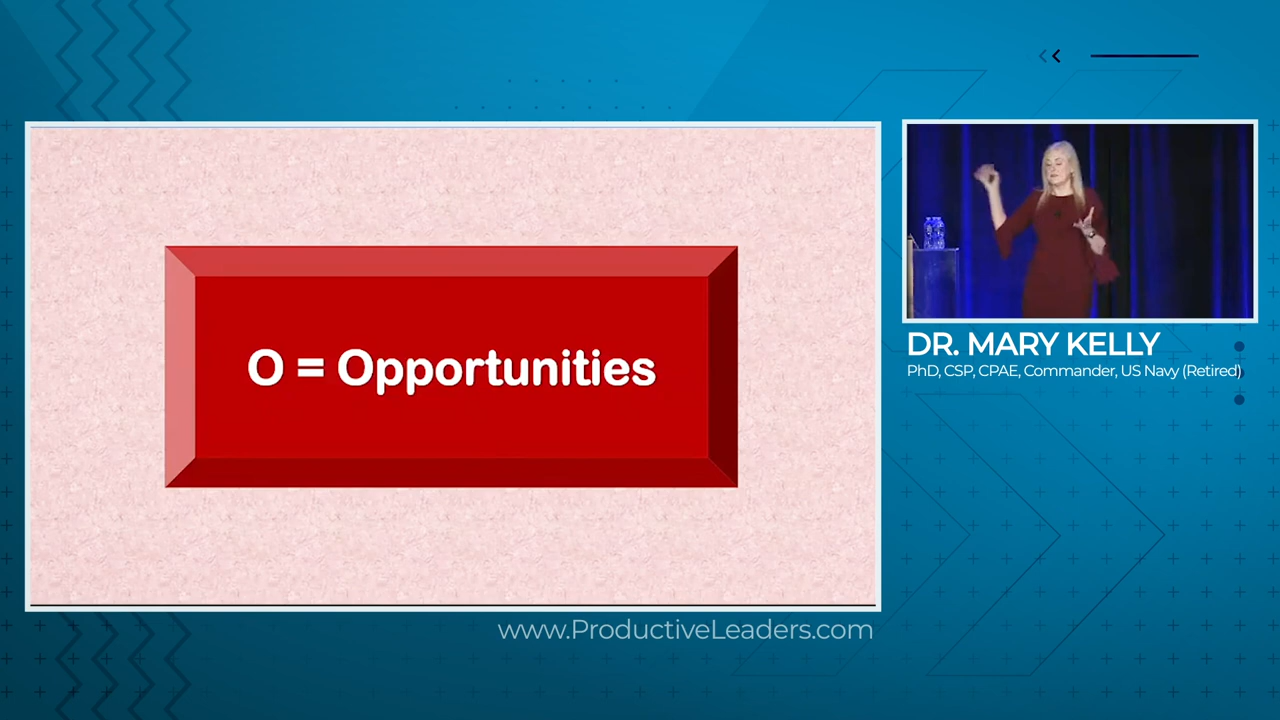 O = Opportunities
DR. MARY KELLY
PhD, CSP, CPAE, Commander, US Navy (Retired)
www.ProductiveLeaders.com